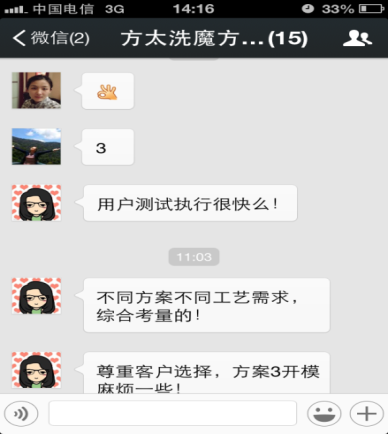 中国电信 3G 14:16 33%
微信(2) 方太洗魔方...(15)
3
用户测试执行很快么！
11:03
不同方案不同工艺需求，
综合考量的！
尊重客户选择，方案3开模
麻烦一些！